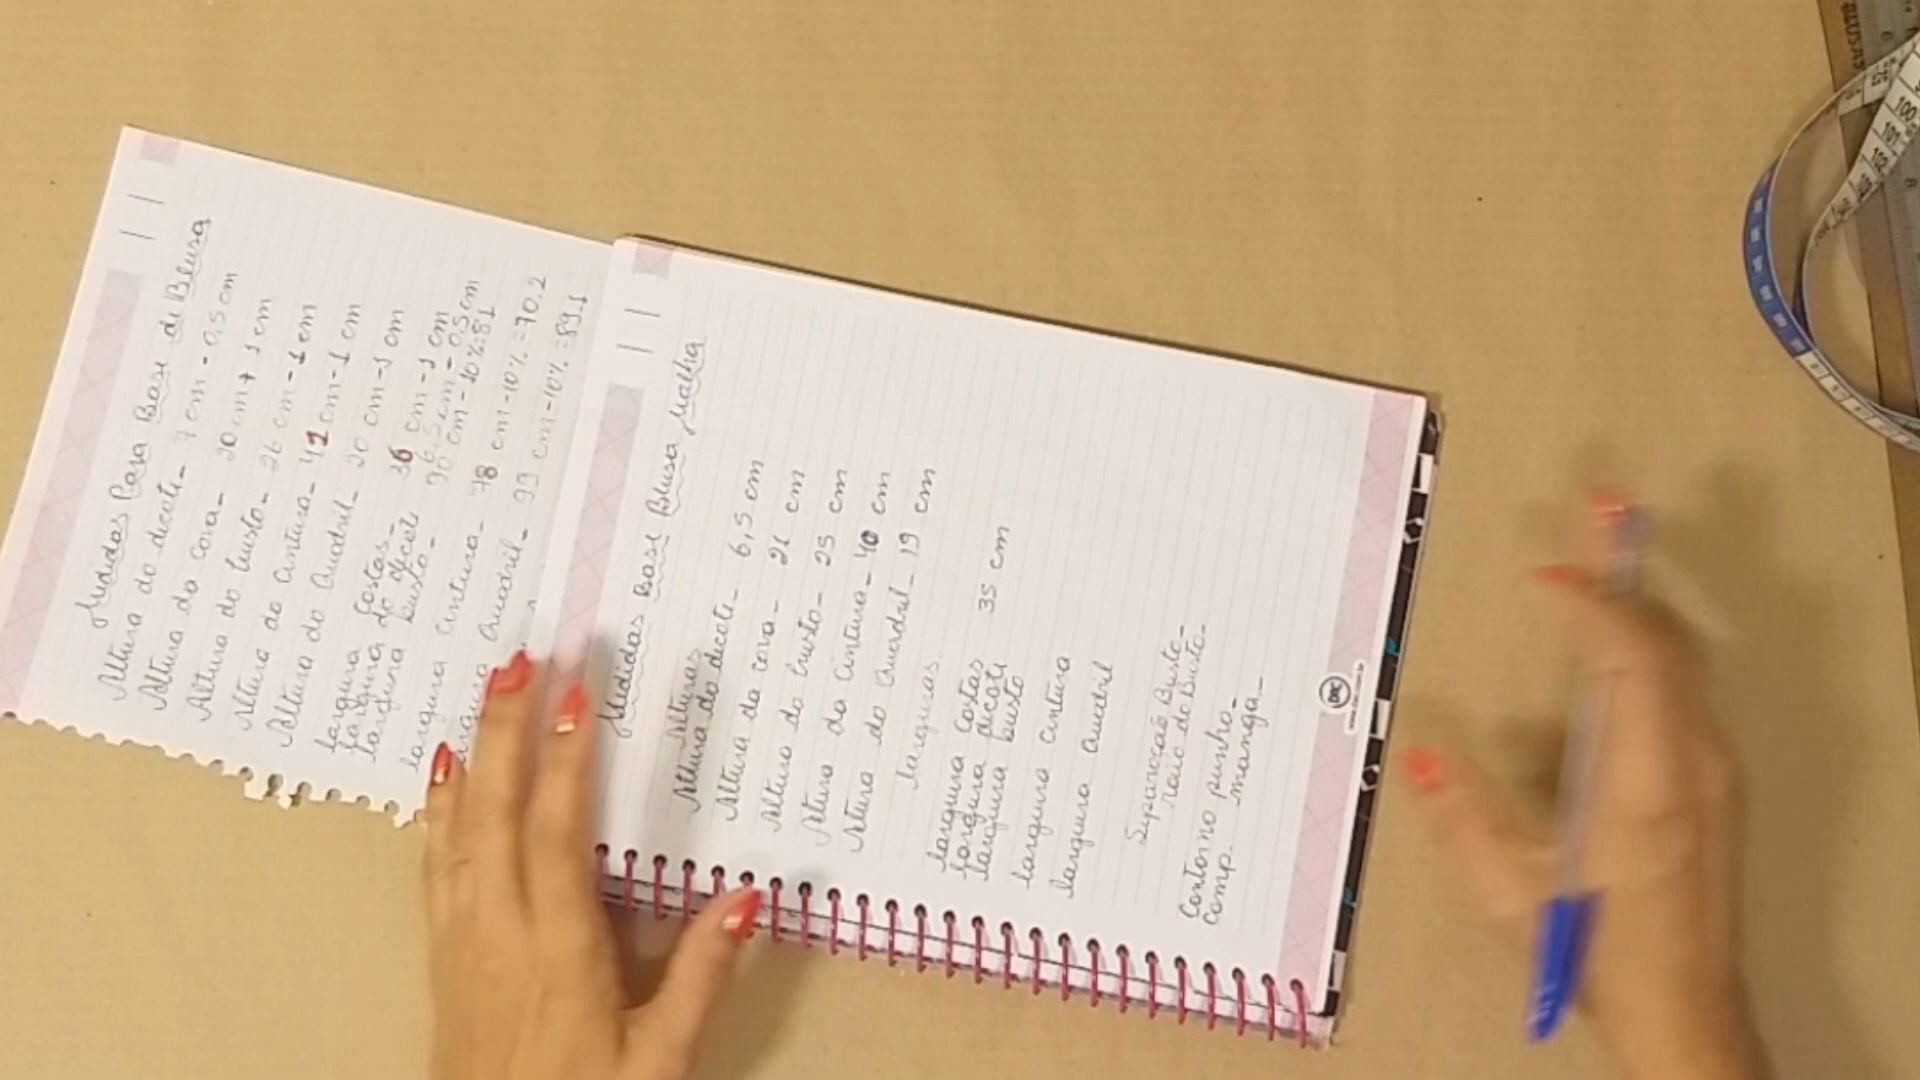 Medidas Para Base de Blusa
Altura do decote - 7 cm - 0,5 cm
Altura da cava - 20 cm + 1 cm
Altura do busto - 26 cm - 1 cm
Altura da cintura - 41 cm - 1 cm
Altura do Quadril - 20 cm - 1 cm
largura Costas - 36 cm - 1 cm
largura do decote 6,5 cm - 0,5 cm
largura busto - 90 cm - 10% = 81
largura cintura - 78 cm - 10% = 70.2
largura Quadril - 99 cm - 10% = 89.1
Medidas Base Blusa Malha
Alturas
Altura do decote - 6,5 cm
Altura da cava - 21 cm
Altura do busto - 25 cm
Altura da Cintura - 40 cm
Altura do Quadril - 19 cm
larguras
largura Costas 35 cm
largura decote
largura busto
largura cintura
largura Quadril
Separação Busto -
raio do Busto -
Contorno punho -
Comp. manga -
DAC
100
101
102